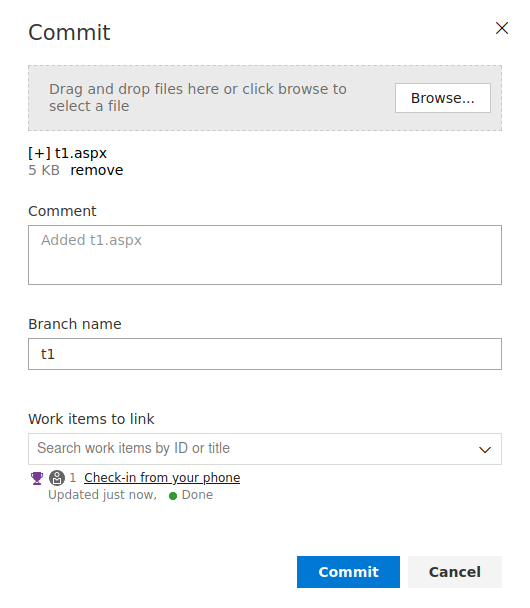 Commit
Drag and drop files here or click browse to
select a file
Browse...
[+] t1.aspx
5 KB remove
Comment
Added t1.aspx
Branch name
t1
Work items to link
Search work items by ID or title
1 Check-in from your phone
Updated just now, Done
Commit
Cancel